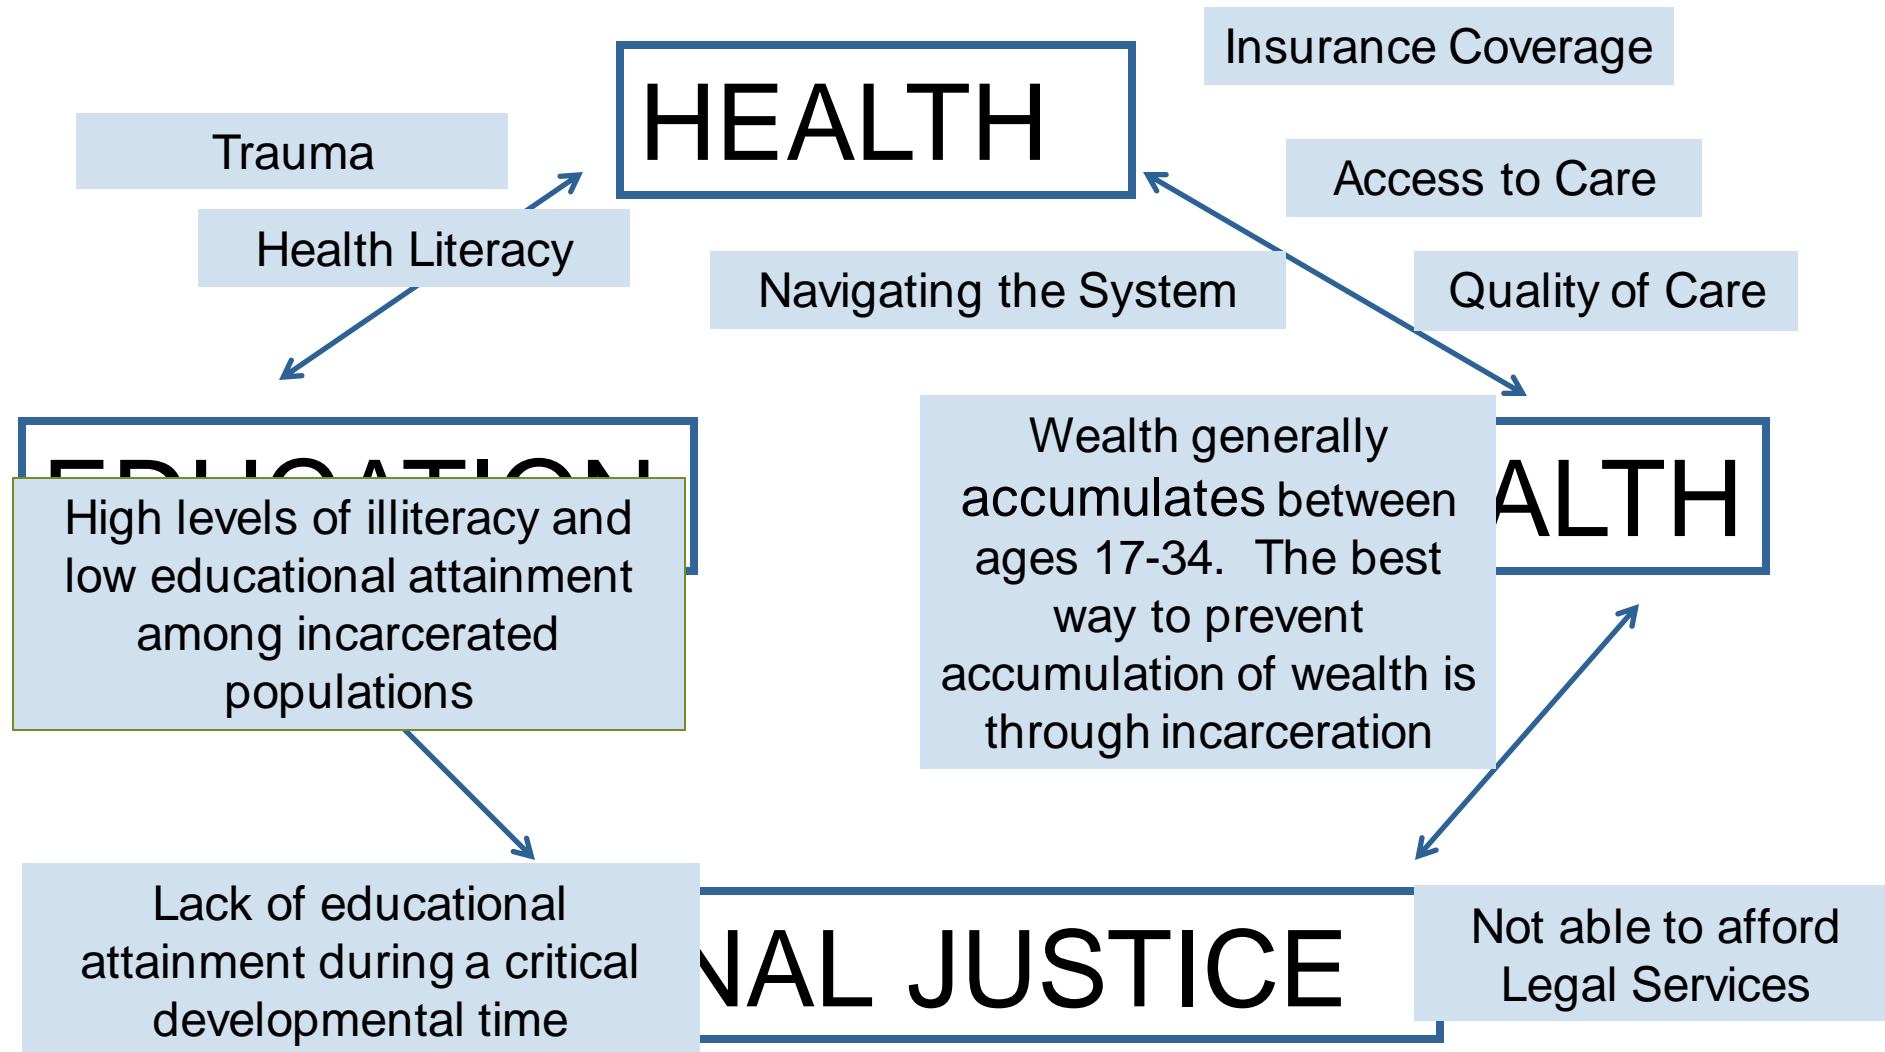 Insurance Coverage
HEALTH
Trauma
Access to Care
Health Literacy
Navigating the System
Quality of Care
EDUCATION
High levels of illiteracy and
low educational attainment
among incarcerated
populations
Wealth generally
accumulates between
ages 17-34. The best
way to prevent
accumulation of wealth is
through incarceration
ALTH
Lack of educational
attainment during a critical
developmental time
NAL JUSTICE
Not able to afford
Legal Services